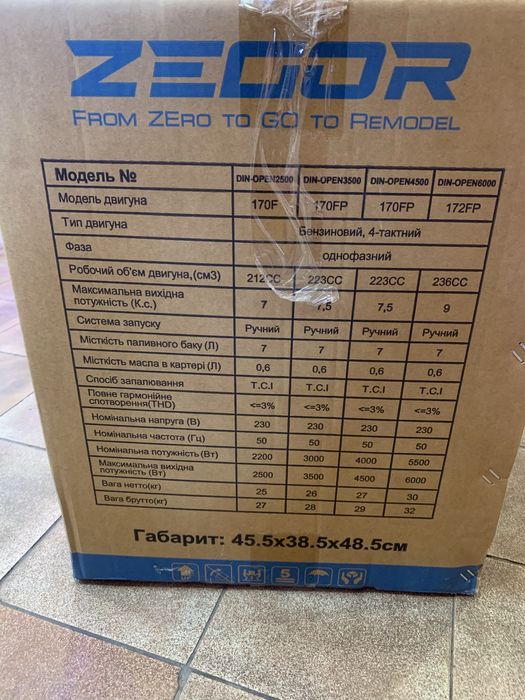 ZEGOR
FROM ZERO TO GO TO REMODEL
Модель № DIN-OPEN2500 DIN-OPEN3500 DIN-OPEN4500 DIN-OPEN6000
Модель двигуна 170F 170FP 170FP 172FP
Тип двигуна Бензиновий, 4-тактний
Фаза однофазний
Робочий об'єм двигуна,(см3) 212CC 223CC 223CC 236CC
Максимальна вихідна
потужність (К.с.) 7 7,5 7,5 9
Система запуску Ручний Ручний Ручний Ручний
Місткість паливного баку (Л) 7 7 7 7
Місткість масла в картері (Л) 0,6 0,6 0,6 0,6
Спосіб запалювання T.C.I T.C.I T.C.I T.C.I
Повне гармонійне
спотворення(THD) <=3% <=3% <=3% <=3%
Номінальна напруга (В) 230 230 230 230
Номінальна частота (Гц) 50 50 50 50
Номінальна потужність (Вт) 2200 3000 4000 5500
Максимальна вихідна
потужність (Вт) 2500 3500 4500 6000
Вага нетто(кг) 25 26 27 30
Вага брутто(кг) 27 28 29 32
Габарит: 45.5x38.5x48.5см
5